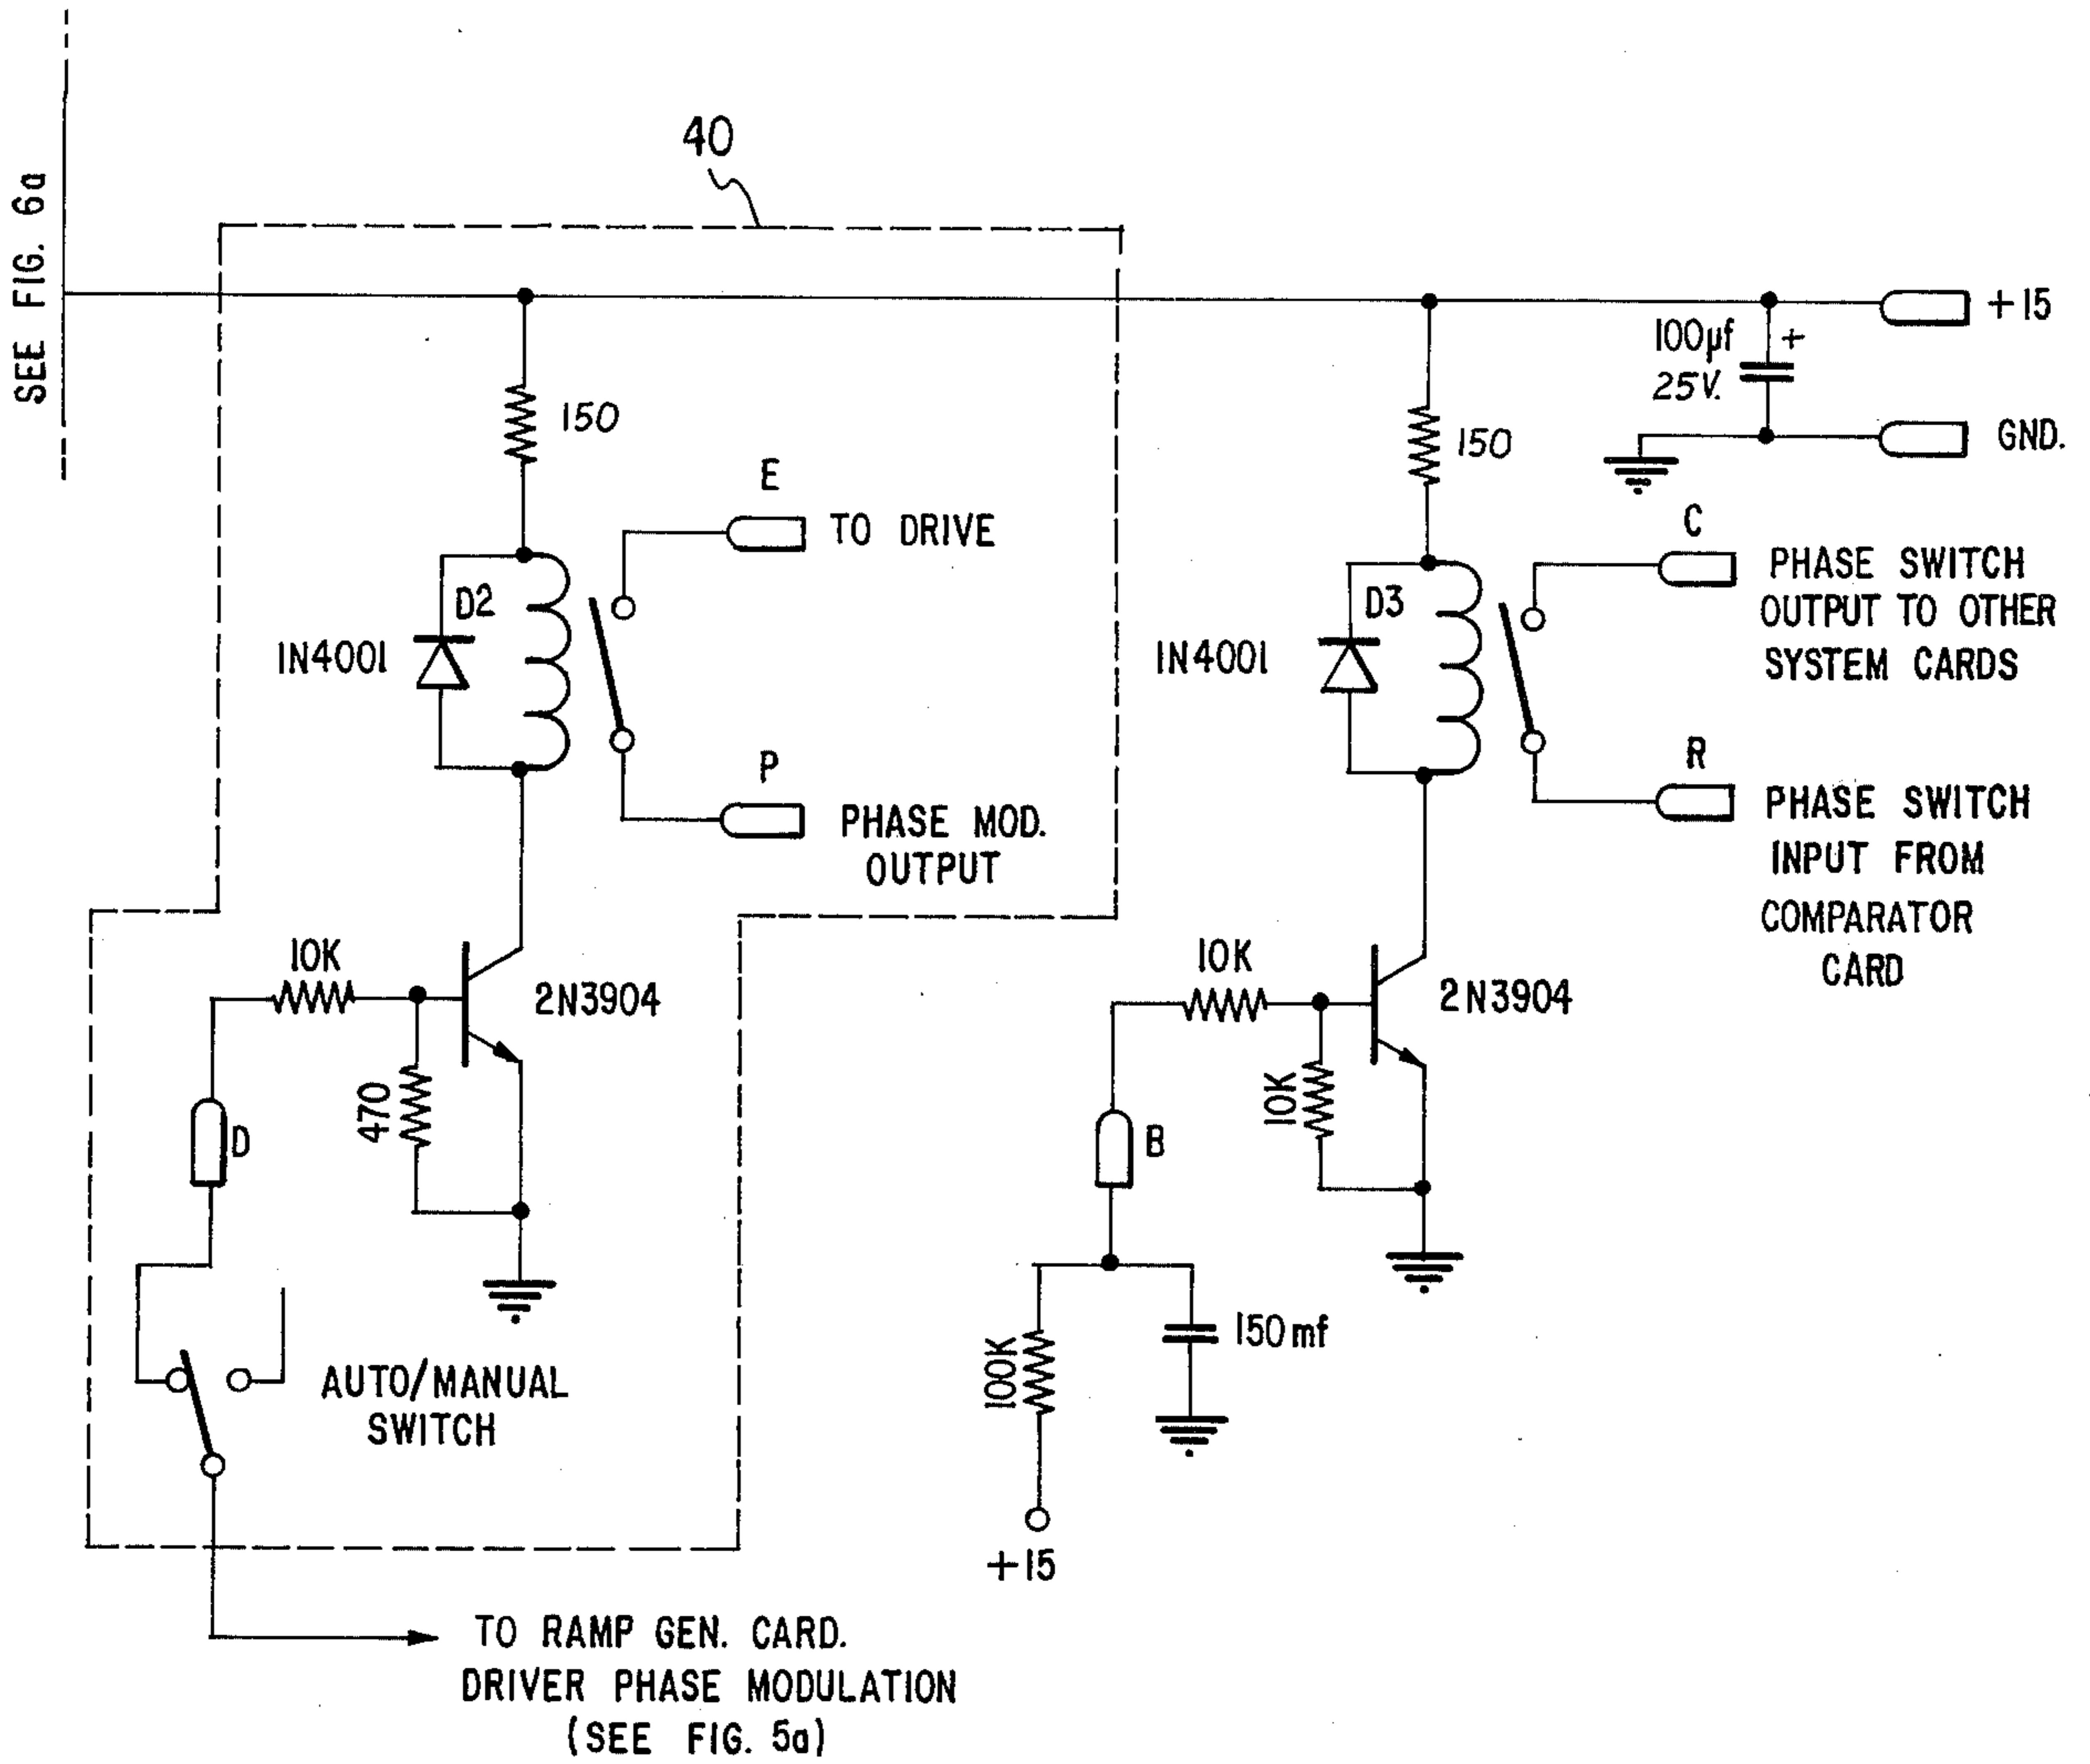 SEE FIG. 6a
40
+15
100µf +
25V.
GND.
150
150
E
TO DRIVE
C
PHASE SWITCH
OUTPUT TO OTHER
SYSTEM CARDS
D2
1N4001
D3
1N4001
P
PHASE MOD.
OUTPUT
R
PHASE SWITCH
INPUT FROM
COMPARATOR
CARD
10K
2N3904
10K
2N3904
470
D
10K
B
AUTO/MANUAL
SWITCH
100K
150mf
+15
TO RAMP GEN. CARD.
DRIVER PHASE MODULATION
(SEE FIG. 5a)